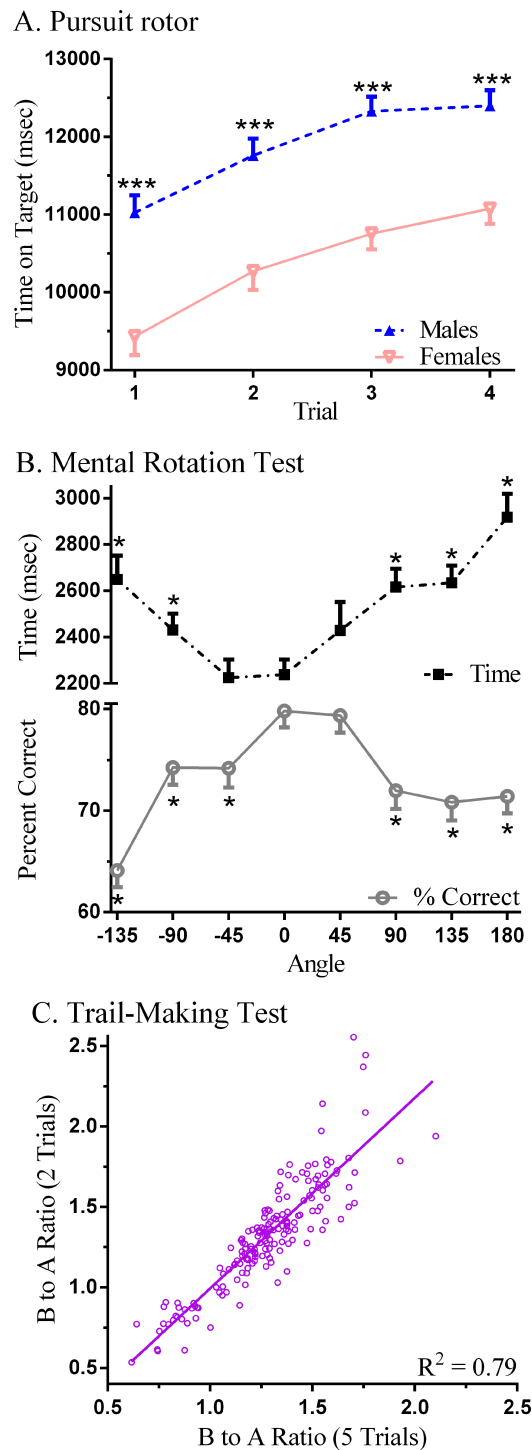 A. Pursuit rotor
13000
12000
11000
10000
9000
Time on Target (msec)
***
***
***
***
Males
Females
1 2 3 4
Trial
B. Mental Rotation Test
3000
2800
2600
2400
2200
Time (msec)
*
*
*
*
*
Time
80
70
60
Percent Correct
*
*
*
*
*
*
% Correct
-135 -90 -45 0 45 90 135 180
Angle
C. Trail-Making Test
2.5
2.0
1.5
1.0
0.5
B to A Ratio (2 Trials)
R² = 0.79
0.5 1.0 1.5 2.0 2.5
B to A Ratio (5 Trials)